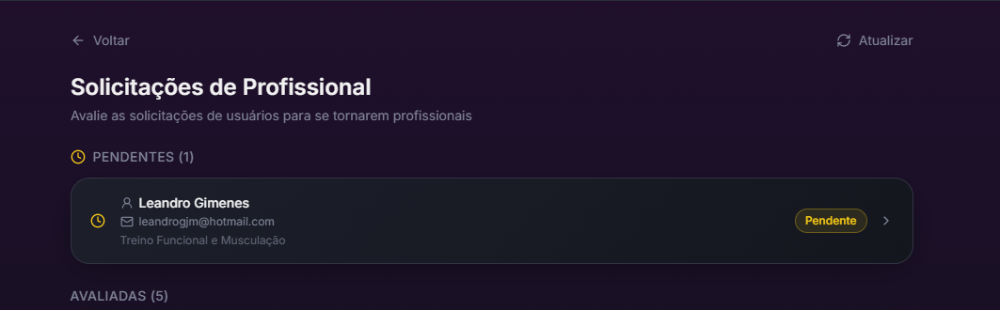 Voltar
Atualizar
Solicitações de Profissional
Avalie as solicitações de usuários para se tornarem profissionais
PENDENTES (1)
Leandro Gimenes
leandrogjm@hotmail.com
Pendente
Treino Funcional e Musculação
AVALIADAS (5)